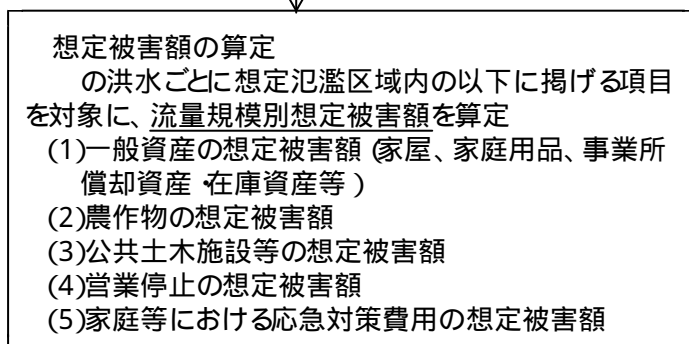 想定被害額の算定
の洪水ごとに想定氾濫区域内の以下に掲げる項目
を対象に、流量規模別想定被害額を算定
(1)一般資産の想定被害額(家屋、家庭用品、事業所
償却資産・在庫資産等)
(2)農作物の想定被害額
(3)公共土木施設等の想定被害額
(4)営業停止の想定被害額
(5)家庭等における応急対策費用の想定被害額